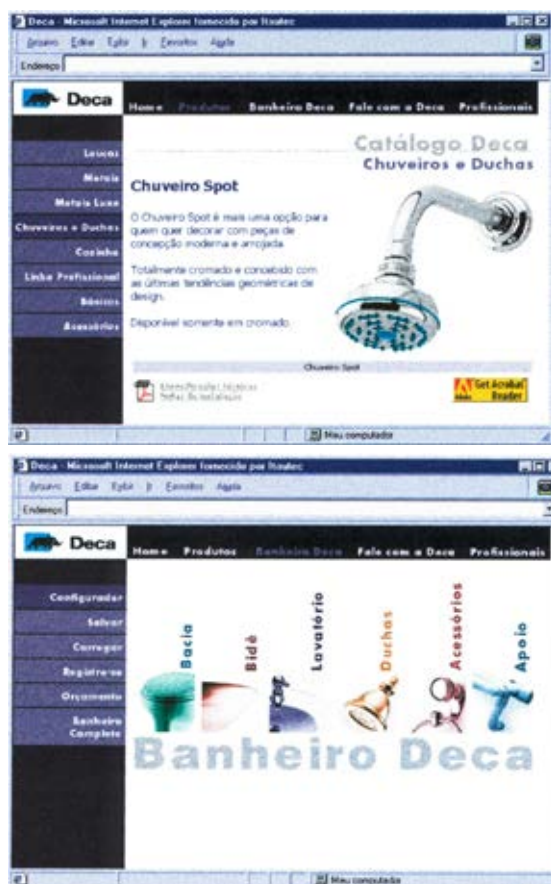 Deca - Microsoft Internet Explorer fornecido por Itautec
Arquivo Editar Exibir Ir Favoritos Ajuda
Endereço
Deca
Home Produtos Banheiro Deca Fale com a Deca Profissionais
Catálogo Deca
Chuveiros e Duchas
Louças
Metais
Metais Luxo
Chuveiros e Duchas
Cozinha
Linha Profissional
Básicos
Acessórios
Chuveiro Spot
O Chuveiro Spot é mais uma opção para
quem quer decorar com peças de
concepção moderna e arrojada.
Totalmente cromado e concebido com
as últimas tendências geométricas de
design.
Disponível somente em cromado.
Chuveiro Spot
Get Acrobat
Reader
Adobe
Meu computador
Deca - Microsoft Internet Explorer fornecido por Itautec
Arquivo Editar Exibir Ir Favoritos Ajuda
Endereço
Deca
Home Produtos Banheiro Deca Fale com a Deca Profissionais
Configurador
Salvar
Carregar
Registre-se
Orçamento
Banheiro
Completo
Bacia
Bidê
Lavatório
Duchas
Acessórios
Apoio
Banheiro Deca
Meu computador